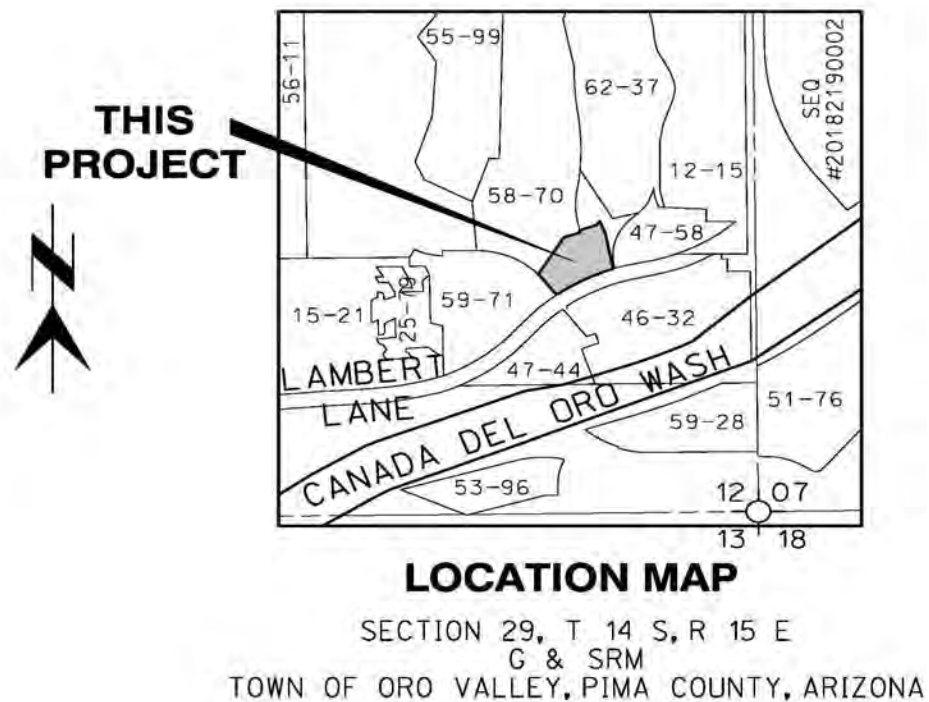 55-99
56-11
62-37
SEQ
#20182190002
THIS
PROJECT
12-15
58-70
47-58
N
59-71
15-21
25-19
46-32
LAMBERT
LANE
47-44
CANADA DEL ORO WASH
51-76
59-28
53-96
12 07
13 18
LOCATION MAP
SECTION 29, T 14 S, R 15 E
G & SRM
TOWN OF ORO VALLEY, PIMA COUNTY, ARIZONA